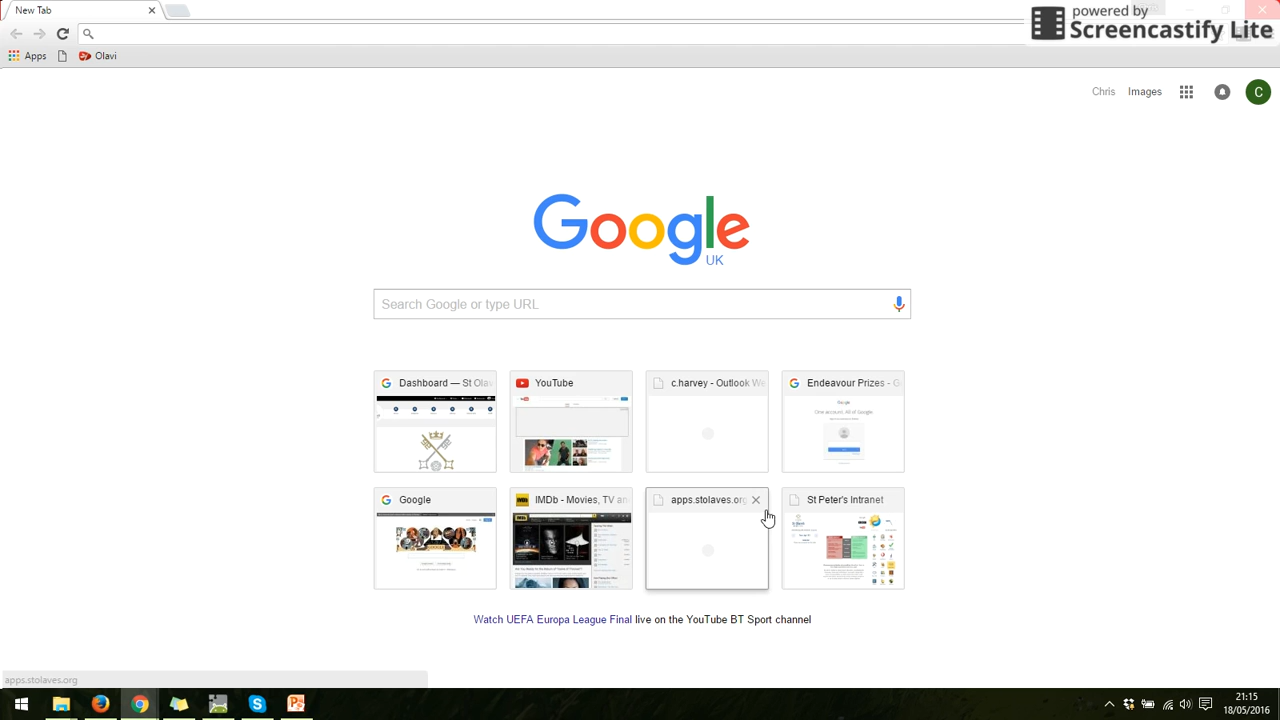 New Tab
powered by
Screencastify Lite
Apps
Olavi
Chris
Images
C
Google
UK
Search Google or type URL
Dashboard — St Olav
YouTube
c.harvey - Outlook We
Endeavour Prizes - G
Google
IMDb - Movies, TV an
apps.stolaves.org
St Peter's Intranet
Watch UEFA Europa League Final live on the YouTube BT Sport channel
apps.stolaves.org
21:15
18/05/2016